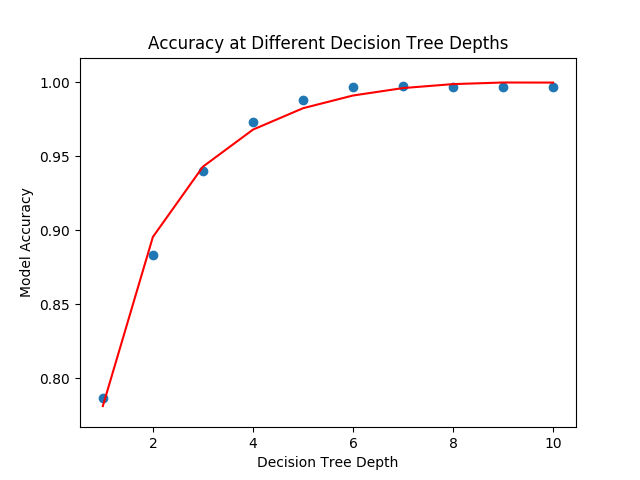 Accuracy at Different Decision Tree Depths
1.00
0.95
0.90
0.85
0.80
Model Accuracy
2 4 6 8 10
Decision Tree Depth